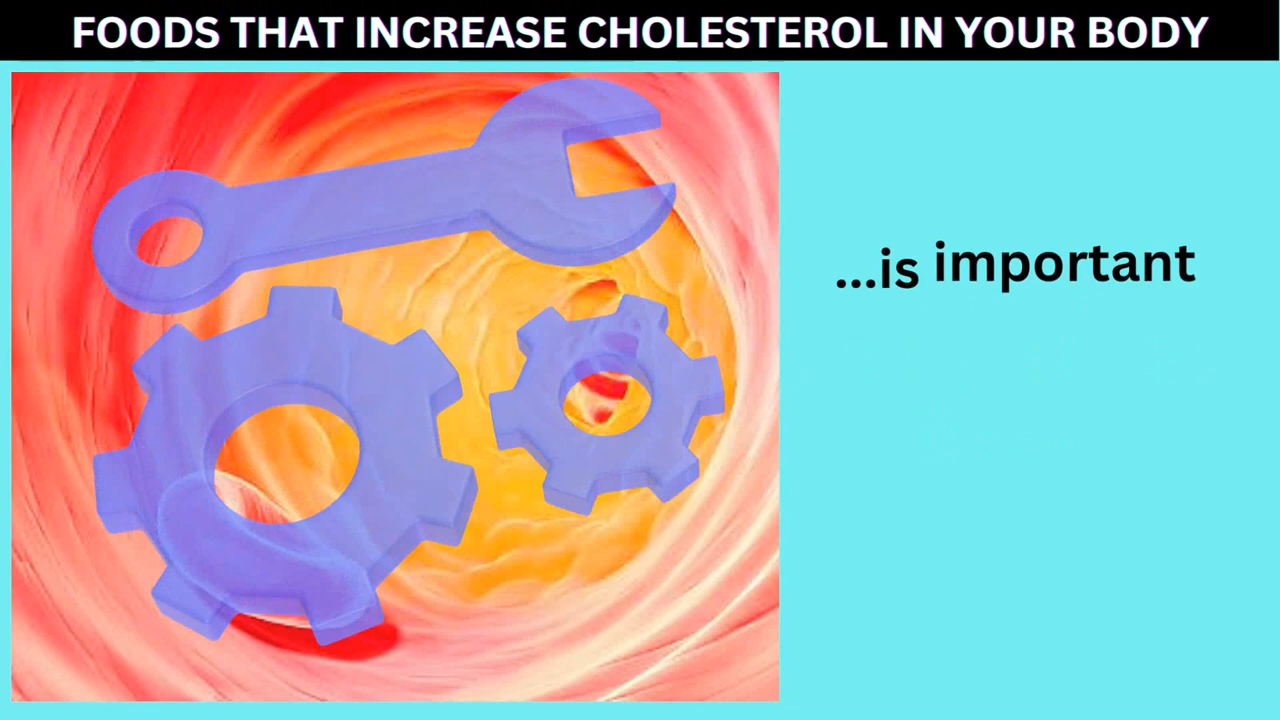 FOODS THAT INCREASE CHOLESTEROL IN YOUR BODY
...is important